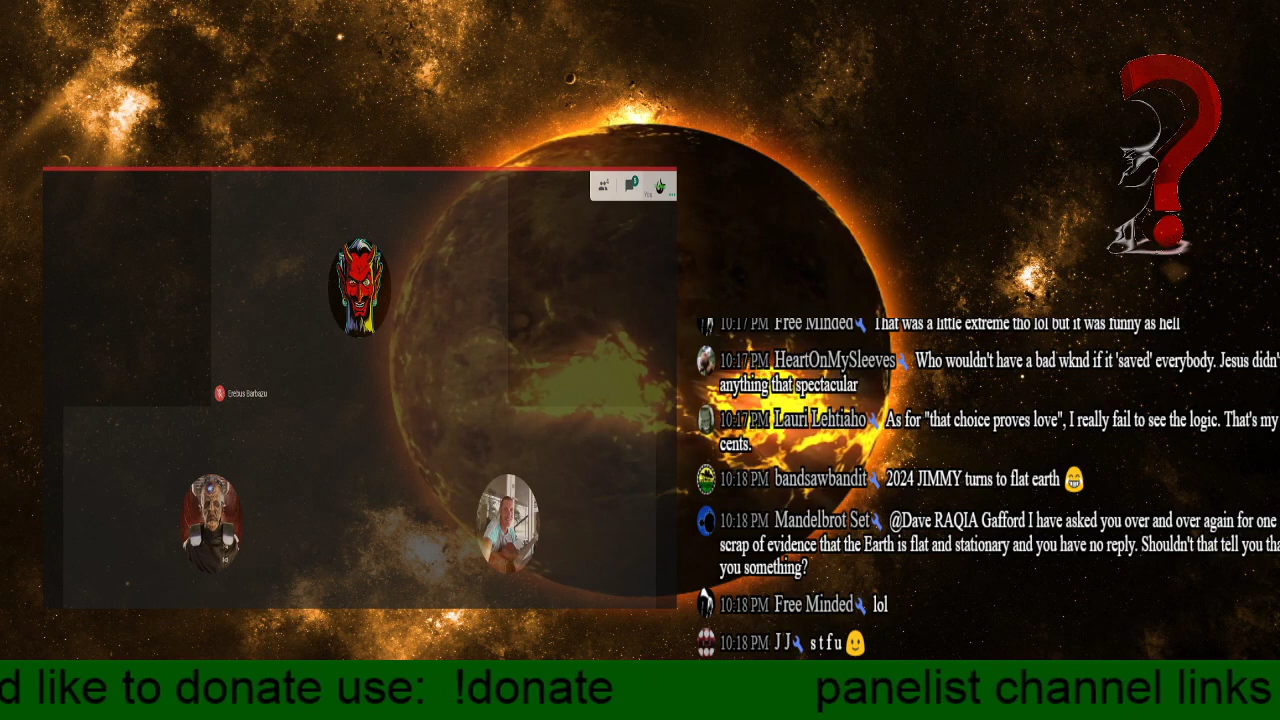 You
Erebus Barbazu
10:17 PM Free Minded That was a little extreme tho lol but it was funny as hell
10:17 PM HeartOnMySleeves Who wouldn't have a bad wknd if it 'saved' everybody. Jesus didn'
anything that spectacular
10:17 PM Lauri Lehtiaho As for "that choice proves love", I really fail to see the logic. That's my
cents.
10:18 PM bandsawbandit 2024 JIMMY turns to flat earth 😁
10:18 PM Mandelbrot Set @Dave RAQIA Gafford I have asked you over and over again for one
scrap of evidence that the Earth is flat and stationary and you have no reply. Shouldn't that tell you tha
you something?
10:18 PM Free Minded lol
10:18 PM J J s t f u 🙂
d like to donate use: !donate panelist channel links